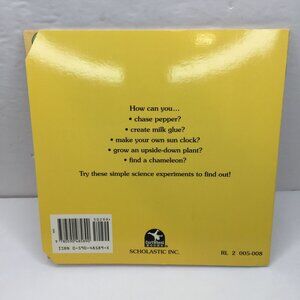 How can you...
• chase pepper?
• create milk glue?
• make your own sun clock?
• grow an upside-down plant?
• find a chameleon?
Try these simple science experiments to find out!
SCHOLASTIC INC.
RL 2 005-008